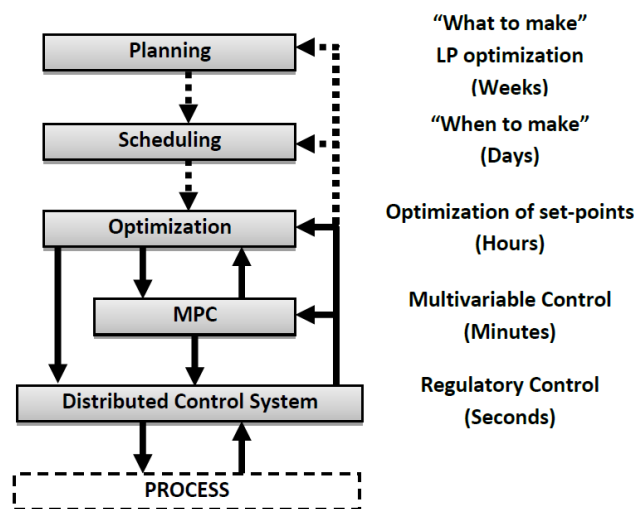 Planning
“What to make”
LP optimization
(Weeks)
Scheduling
“When to make”
(Days)
Optimization
Optimization of set-points
(Hours)
MPC
Multivariable Control
(Minutes)
Distributed Control System
Regulatory Control
(Seconds)
PROCESS